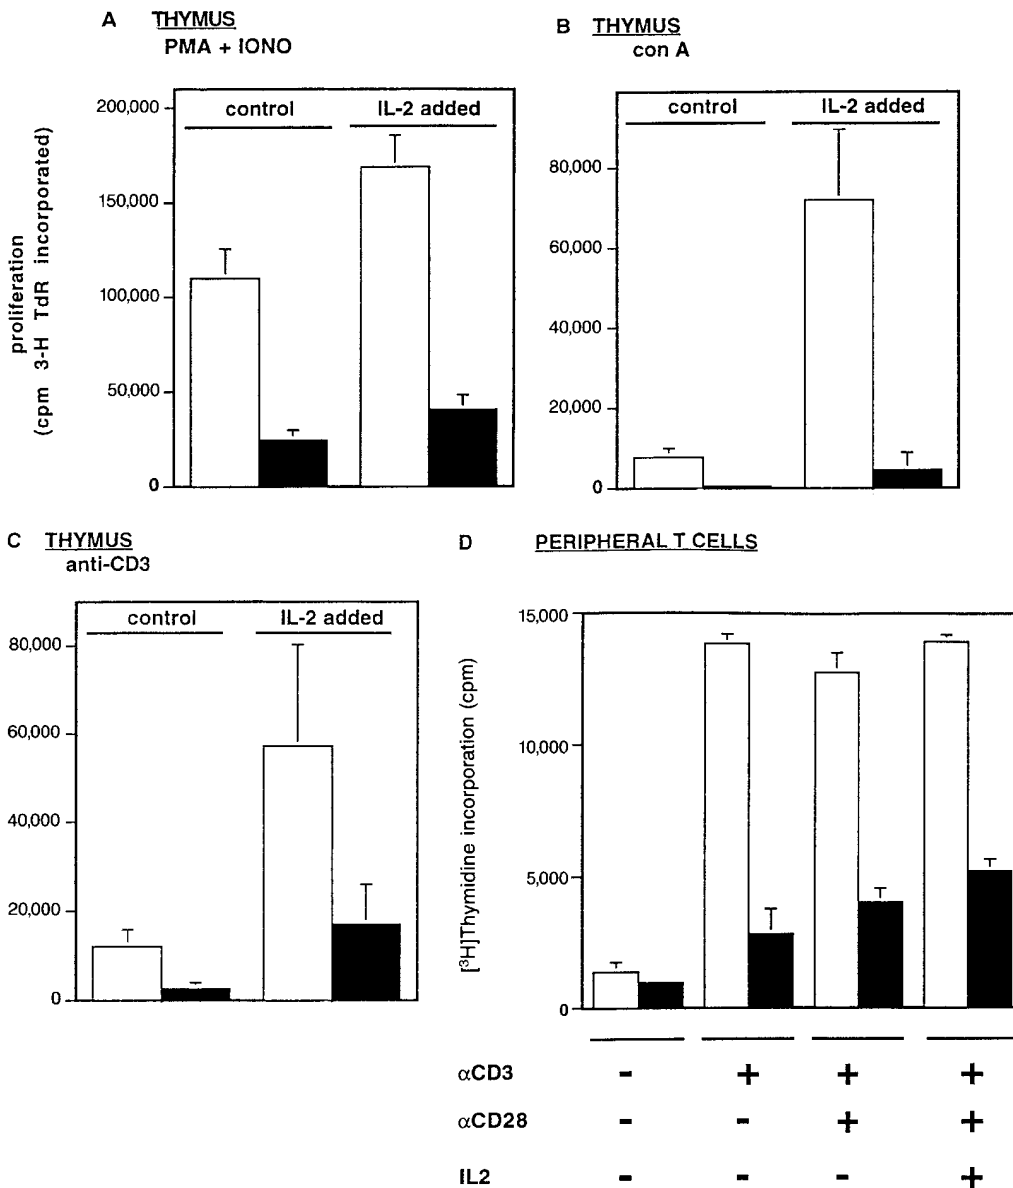 A THYMUS
PMA + IONO
proliferation
(cpm 3-H TdR incorporated)
200,000
150,000
100,000
50,000
0
control
IL-2 added
B THYMUS
con A
80,000
60,000
40,000
20,000
0
control
IL-2 added
C THYMUS
anti-CD3
80,000
60,000
40,000
20,000
0
control
IL-2 added
D PERIPHERAL T CELLS
[³H]Thymidine incorporation (cpm)
15,000
10,000
5,000
0
αCD3 - + + +
αCD28 - - + +
IL2 - - - +